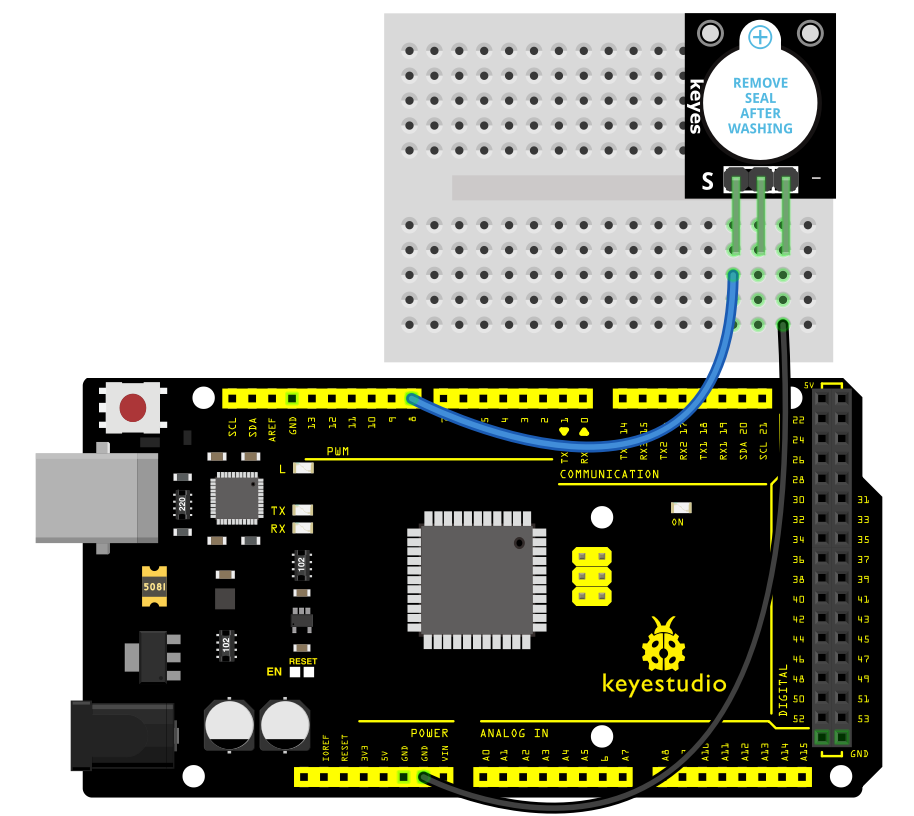 REMOVE
SEAL
AFTER
WASHING
keyes
S
−
5V
SCL
SDA
AREF
GND
13
12
11
10
9
8
5
4
3
2
1
0
TX
RX
TX 14
RX3 15
TX2
RX2 17
TX1 18
RX1 19
SDA 20
SCL 21
PWM
COMMUNICATION
L
TX
RX
ON
220
102
5081
102
RESET
EN
keyestudio
22
24
26
28
30 31
32 33
34 35
36 37
38 39
40 41
42 43
44 45
46 47
48 49
50 51
52 53
DIGITAL
GND
POWER
ANALOG IN
IOREF
RESET
3V3
5V
GND
GND
VIN
A0
A1
A2
A3
A4
A5
6
A7
A8
9
A10
A11
A12
A13
A14
A15